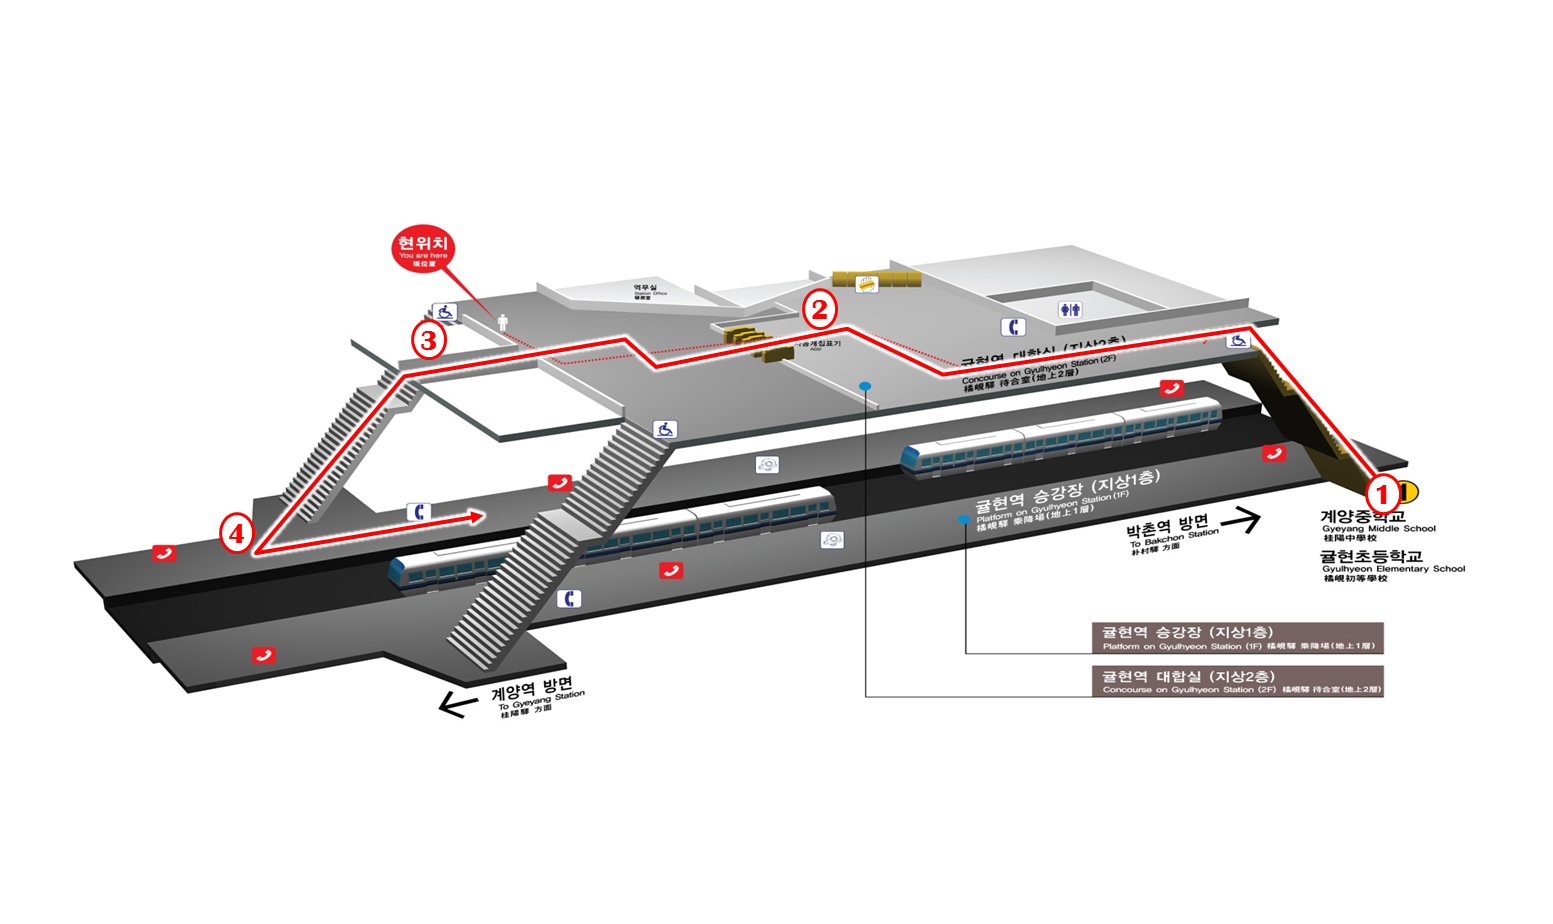 현위치
You are here
現位置
역무실
Station Office
驛務室
2
3
자동개집표기
AGM
귤현역 대합실 (지상2층)
Concourse on Gyulhyeon Station (2F)
橘峴驛 待合室(地上2層)
귤현역 승강장 (지상1층)
Platform on Gyulhyeon Station (1F)
橘峴驛 乘降場(地上1層)
1
4
박촌역 방면
To Bakchon Station
朴村驛 方面
계양중학교
Gyeyang Middle School
桂陽中學校
귤현초등학교
Gyulhyeon Elementary School
橘峴初等學校
귤현역 승강장 (지상1층)
Platform on Gyulhyeon Station (1F) 橘峴驛 乘降場(地上1層)
귤현역 대합실 (지상2층)
Concourse on Gyulhyeon Station (2F) 橘峴驛 待合室(地上2層)
계양역 방면
To Gyeyang Station
桂陽驛 方面